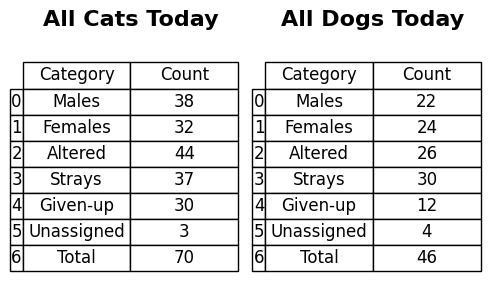 All Cats Today
Category Count
0 Males 38
1 Females 32
2 Altered 44
3 Strays 37
4 Given-up 30
5 Unassigned 3
6 Total 70
All Dogs Today
Category Count
0 Males 22
1 Females 24
2 Altered 26
3 Strays 30
4 Given-up 12
5 Unassigned 4
6 Total 46